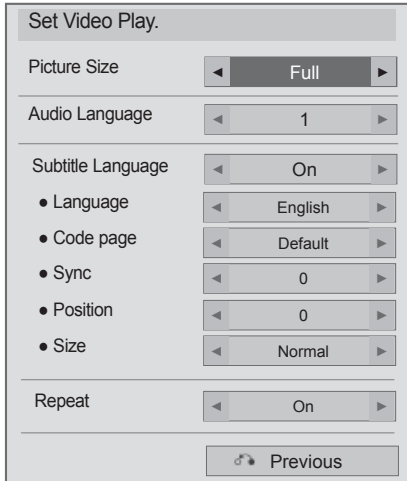 Set Video Play.
Picture Size ◄ Full ►
Audio Language ◄ 1 ►
Subtitle Language ◄ On ►
● Language ◄ English ►
● Code page ◄ Default ►
● Sync ◄ 0 ►
● Position ◄ 0 ►
● Size ◄ Normal ►
Repeat ◄ On ►
Previous